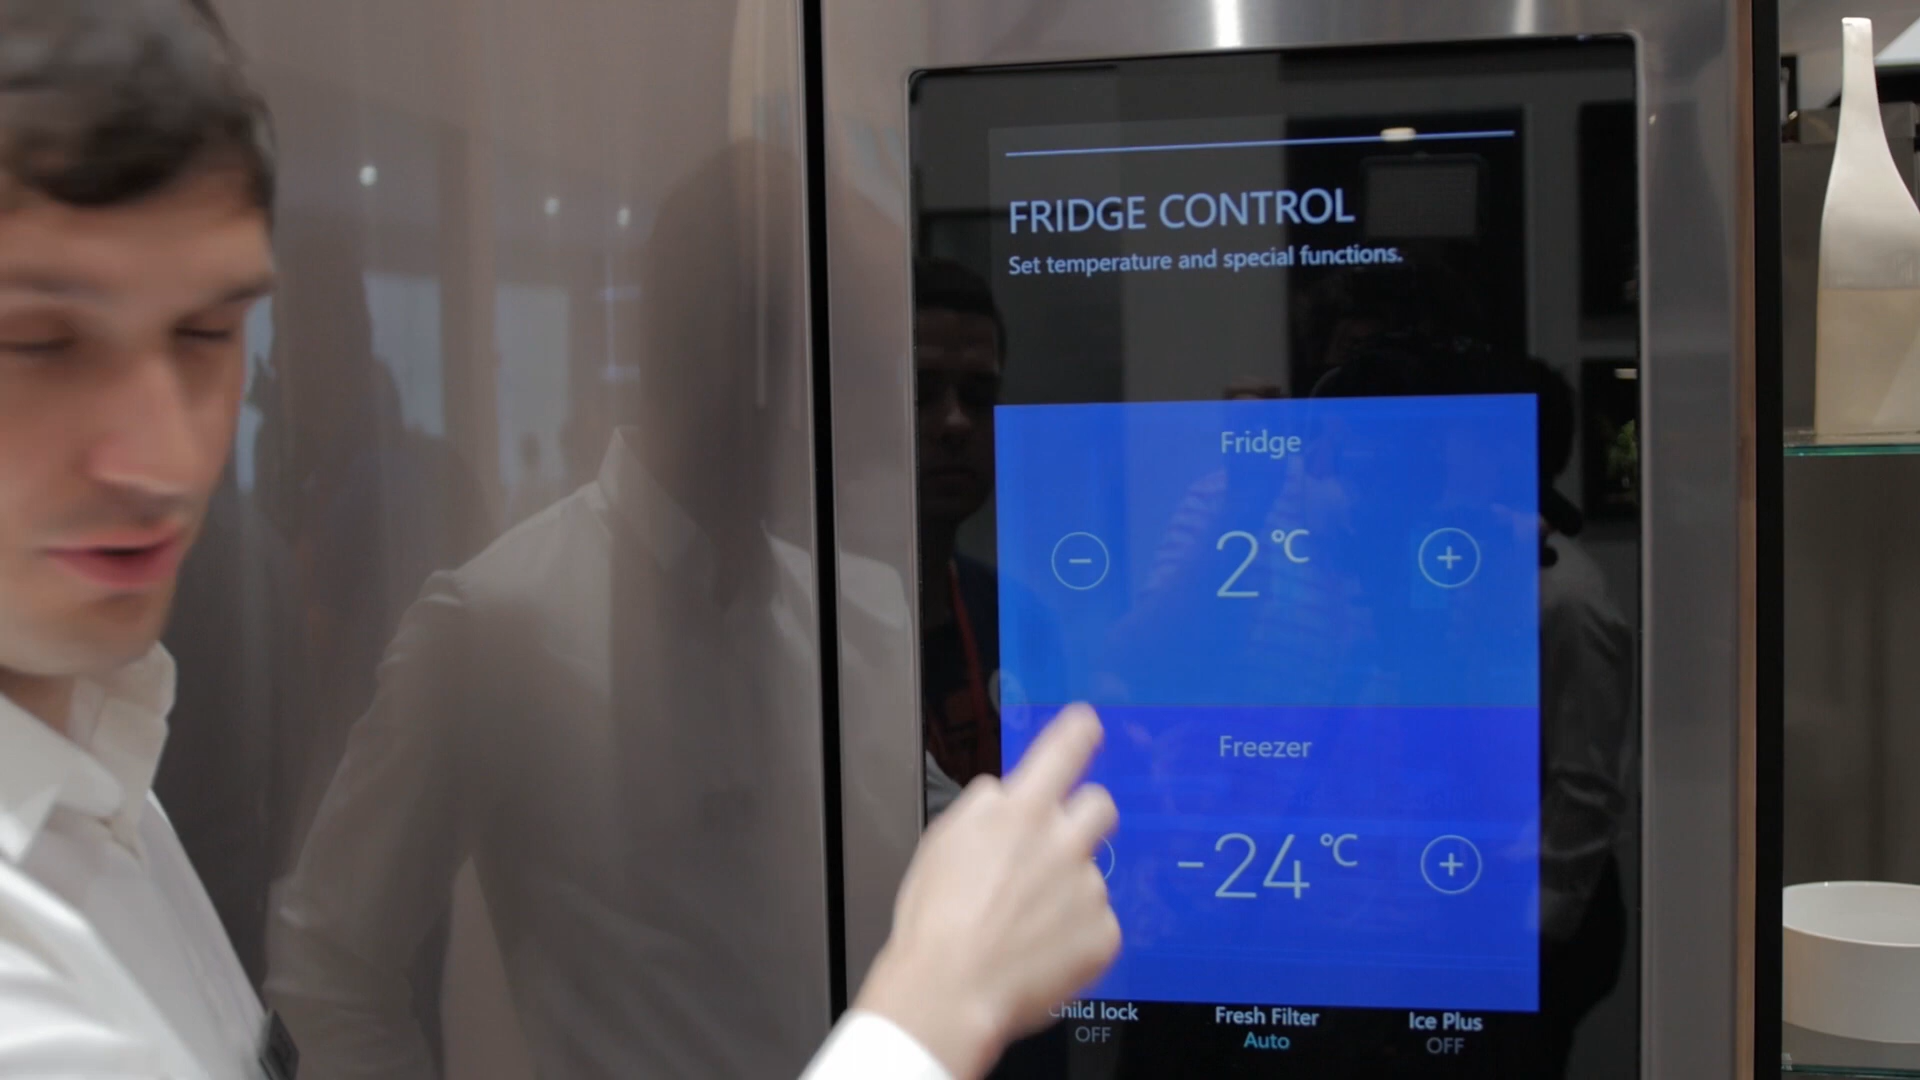 FRIDGE CONTROL
Set temperature and special functions.
Fridge
− 2 °C +
Freezer
-24 °C +
Child lock Fresh Filter Ice Plus
OFF Auto OFF